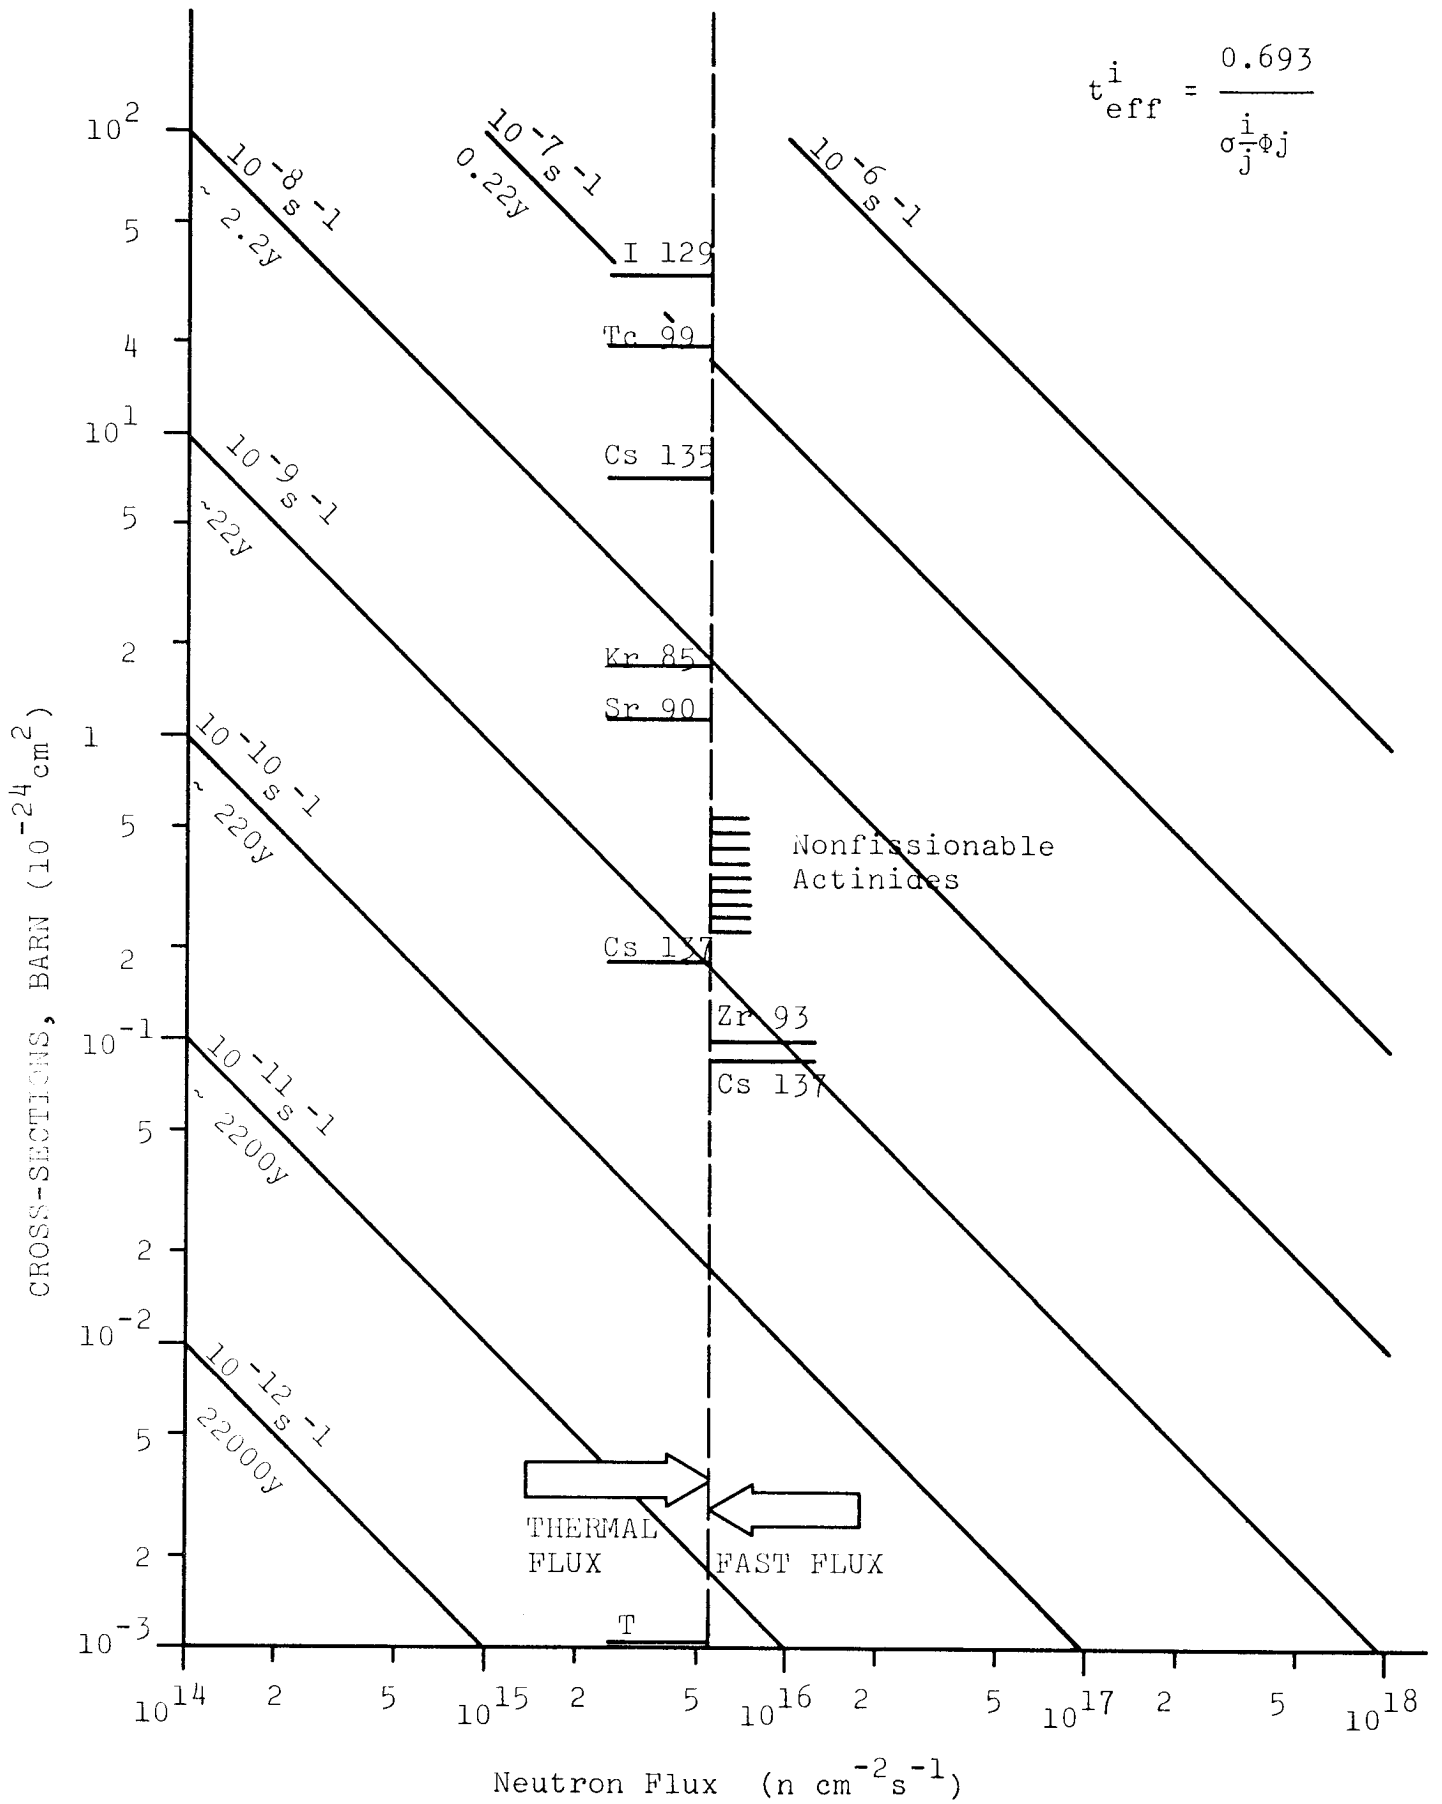 t^i_eff = 0.693 / σ^i_j Φj
10^2
5
4
10^1
5
2
1
5
2
10^-1
5
2
10^-2
5
2
10^-3
CROSS-SECTIONS, BARN (10^-24 cm^2)
10^-8 s^-1
~ 2.2y
10^-7 s^-1
0.22y
10^-6 s^-1
I 129
Tc 99
10^-9 s^-1
~22y
Cs 135
Kr 85
Sr 90
10^-10 s^-1
~ 220y
Nonfissionable
Actinides
Cs 137
Zr 93
Cs 137
10^-11 s^-1
~ 2200y
10^-12 s^-1
22000y
THERMAL
FLUX
FAST FLUX
T
10^14 2 5 10^15 2 5 10^16 2 5 10^17 2 5 10^18
Neutron Flux (n cm^-2 s^-1)